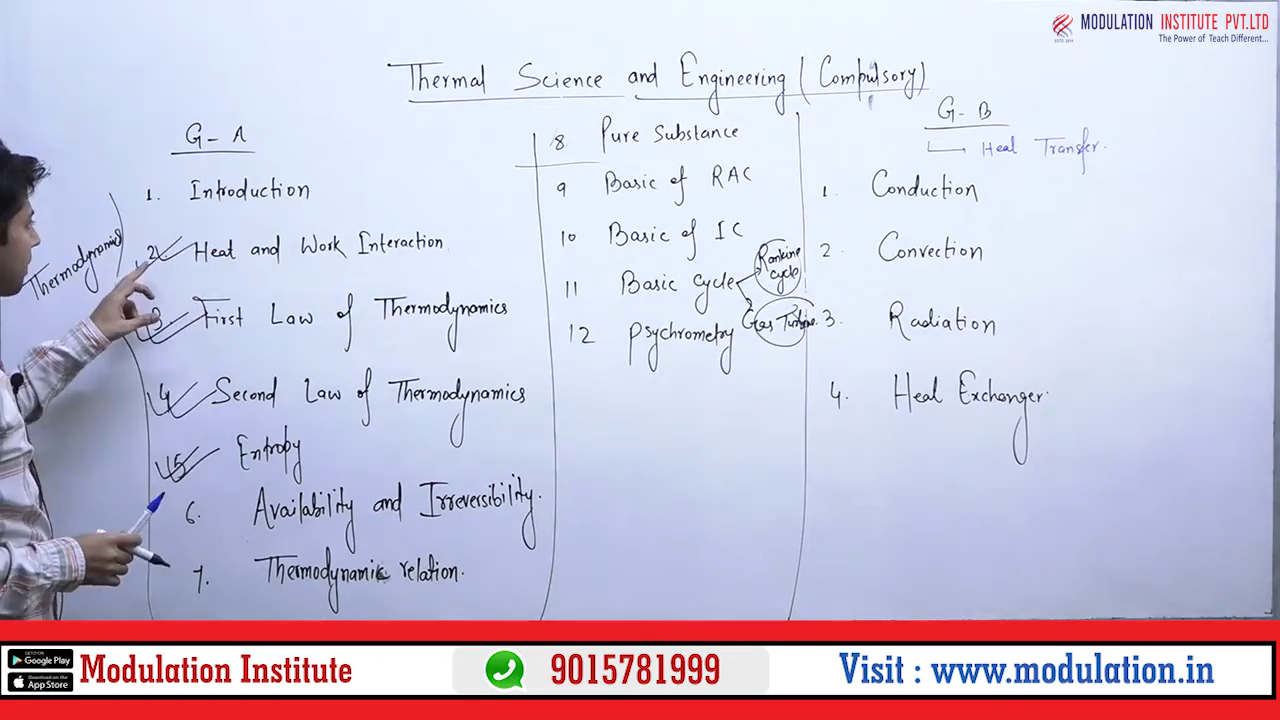 MODULATION INSTITUTE PVT.LTD
The Power of Teach Different...
ESTD. 2014
Thermal Science and Engineering (Compulsory)
G - A
1. Introduction
2. Heat and Work Interaction
3 First Law of Thermodynamics
4 Second Law of Thermodynamics
5 Entropy
6. Availability and Irreversibility.
7. Thermodynamic relation.
Thermodynamics
8. Pure Substance
9 Basic of RAC
10 Basic of IC
11 Basic cycle
Rankine cycle
Gas Turbine.
12 Psychrometry
G - B
Heat Transfer.
1. Conduction
2. Convection
3. Radiation
4. Heat Exchanger.
GET IT ON
Google Play
Download on the
App Store
Modulation Institute
9015781999
Visit : www.modulation.in